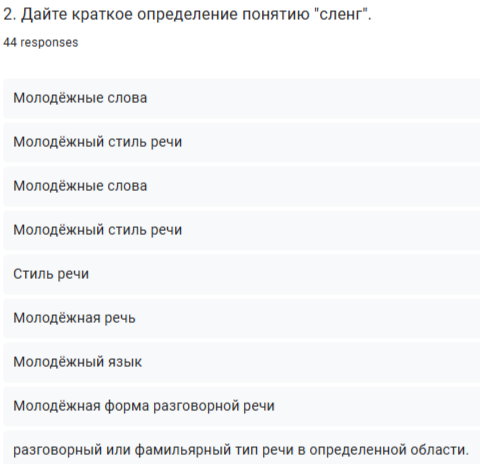 2. Дайте краткое определение понятию "сленг".
44 responses
Молодёжные слова
Молодёжный стиль речи
Молодёжные слова
Молодёжный стиль речи
Стиль речи
Молодёжная речь
Молодёжный язык
Молодёжная форма разговорной речи
разговорный или фамильярный тип речи в определенной области.